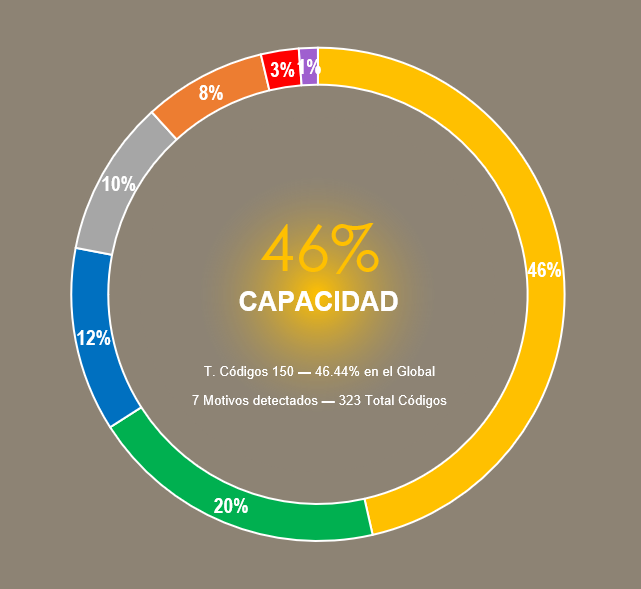 3%
1%
8%
10%
46%
CAPACIDAD
46%
12%
T. Códigos 150 — 46.44% en el Global
7 Motivos detectados — 323 Total Códigos
20%